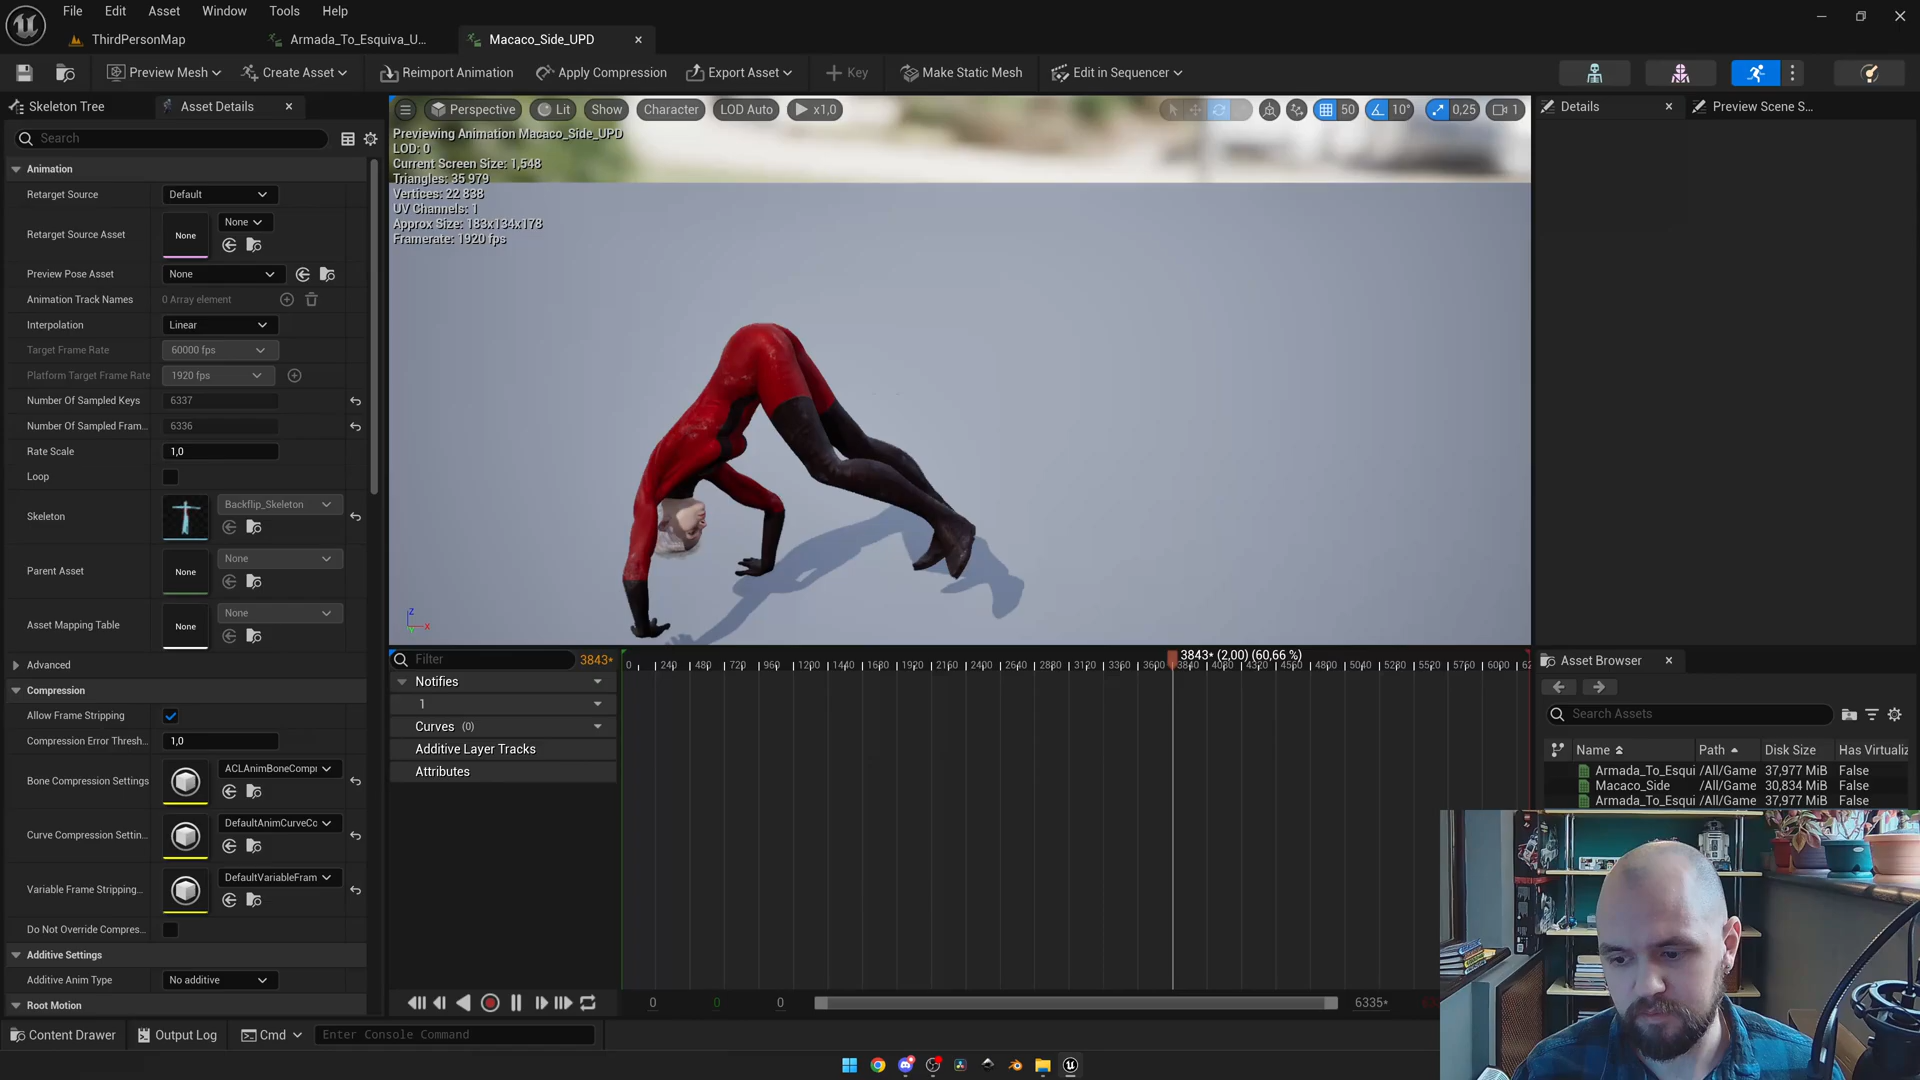 File Edit Asset Window Tools Help
ThirdPersonMap Armada_To_Esquiva_U... Macaco_Side_UPD
Preview Mesh Create Asset Reimport Animation Apply Compression Export Asset Key Make Static Mesh Edit in Sequencer
Skeleton Tree Asset Details
Search
Animation
Retarget Source Default
Retarget Source Asset None None
Preview Pose Asset None
Animation Track Names 0 Array element
Interpolation Linear
Target Frame Rate 60000 fps
Platform Target Frame Rate 1920 fps
Number Of Sampled Keys 6337
Number Of Sampled Fram... 6336
Rate Scale 1,0
Loop
Skeleton Backflip_Skeleton
Parent Asset None None
Asset Mapping Table None None
Advanced
Compression
Allow Frame Stripping
Compression Error Thresh... 1,0
Bone Compression Settings ACLAnimBoneCompr
Curve Compression Settin... DefaultAnimCurveCo
Variable Frame Stripping... DefaultVariableFram
Do Not Override Compres...
Additive Settings
Additive Anim Type No additive
Root Motion
Perspective Lit Show Character LOD Auto x1,0 50 10° 0,25 1
Previewing Animation Macaco_Side_UPD
LOD: 0
Current Screen Size: 1,548
Triangles: 35 979
Vertices: 22 838
UV Channels: 1
Approx Size: 183x134x178
Framerate: 1920 fps
Z
X
Filter 3843* 3843* (2,00) (60,66 %)
0 240 480 720 960 1200 1440 1680 1920 2160 2400 2640 2880 3120 3360 3600 3840 4080 4320 4560 4800 5040 5280 5520 5760 6000 62
Notifies
1
Curves (0)
Additive Layer Tracks
Attributes
0 0 0 6335*
Details Preview Scene S...
Asset Browser
Search Assets
Name Path Disk Size Has Virtualiz
Armada_To_Esqui /All/Game 37,977 MiB False
Macaco_Side /All/Game 30,834 MiB False
Armada_To_Esqui /All/Game 37,977 MiB False
Content Drawer Output Log Cmd Enter Console Command